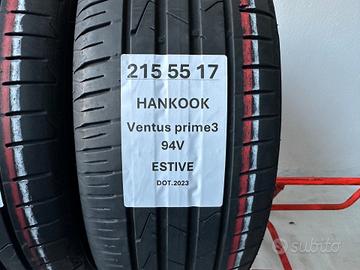 215 55 17
HANKOOK
Ventus prime3
94V
ESTIVE
DOT.2023
subito